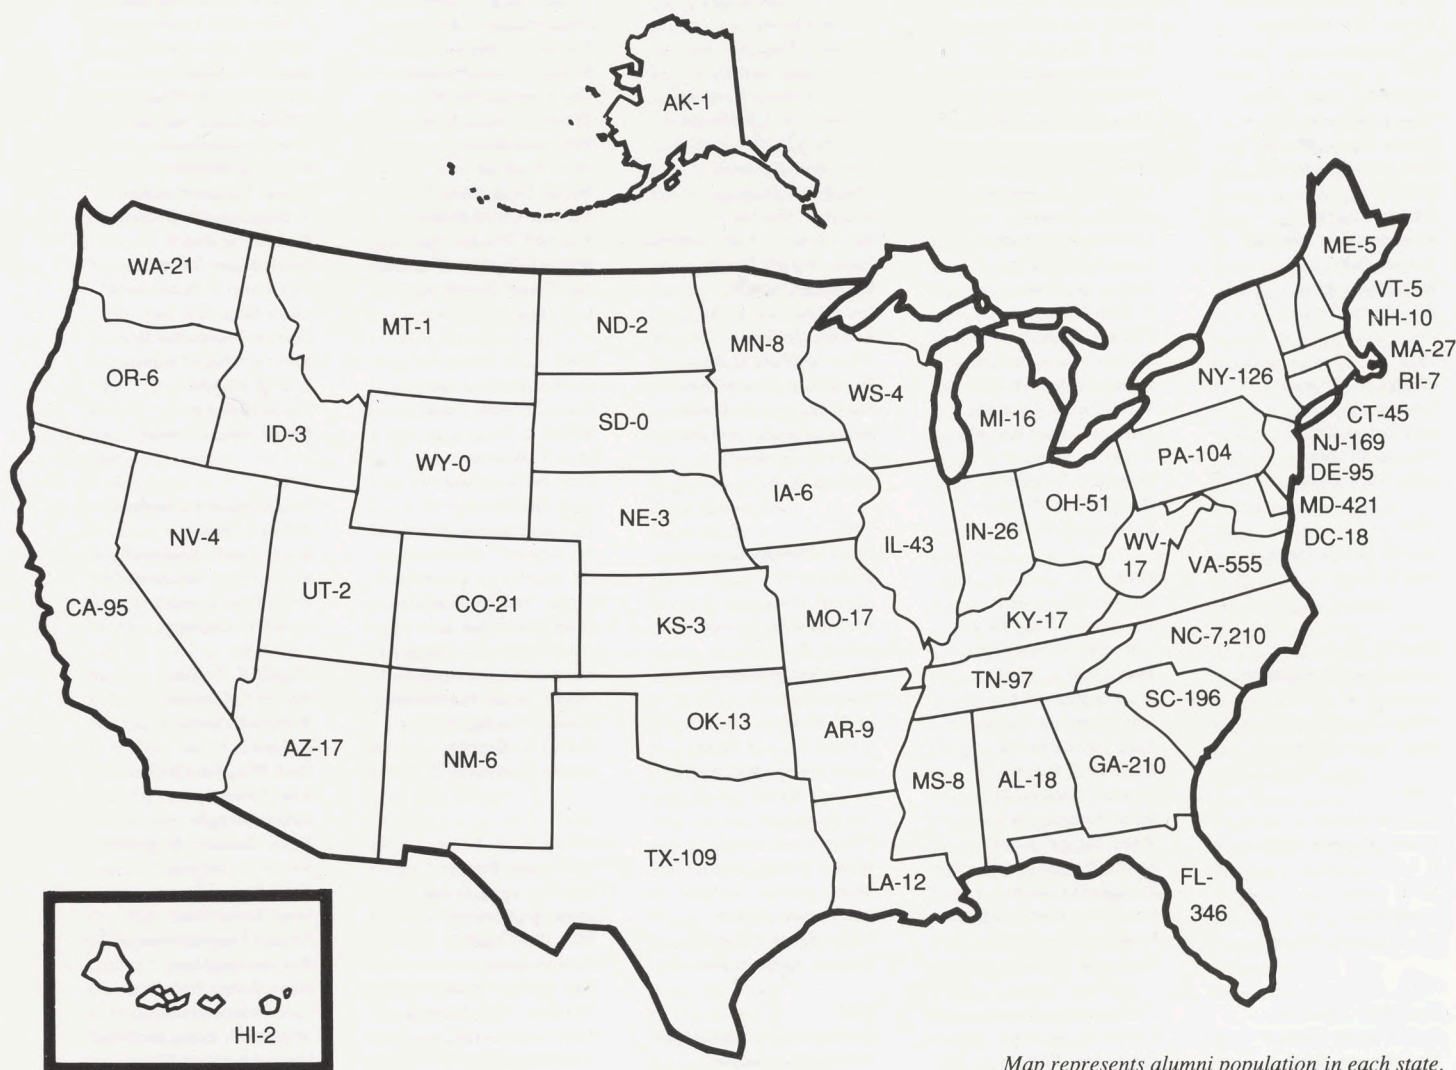 AK-1
ME-5
WA-21
VT-5
MT-1
ND-2
NH-10
MN-8
MA-27
OR-6
NY-126
RI-7
WS-4
CT-45
SD-0
MI-16
ID-3
NJ-169
WY-0
PA-104
DE-95
IA-6
OH-51
MD-421
NE-3
NV-4
IN-26
DC-18
IL-43
WV-
17
VA-555
UT-2
CO-21
CA-95
KS-3
MO-17
KY-17
NC-7,210
TN-97
SC-196
OK-13
AR-9
AZ-17
NM-6
GA-210
MS-8
AL-18
TX-109
LA-12
FL-
346
HI-2
Map represents alumni population in each state.